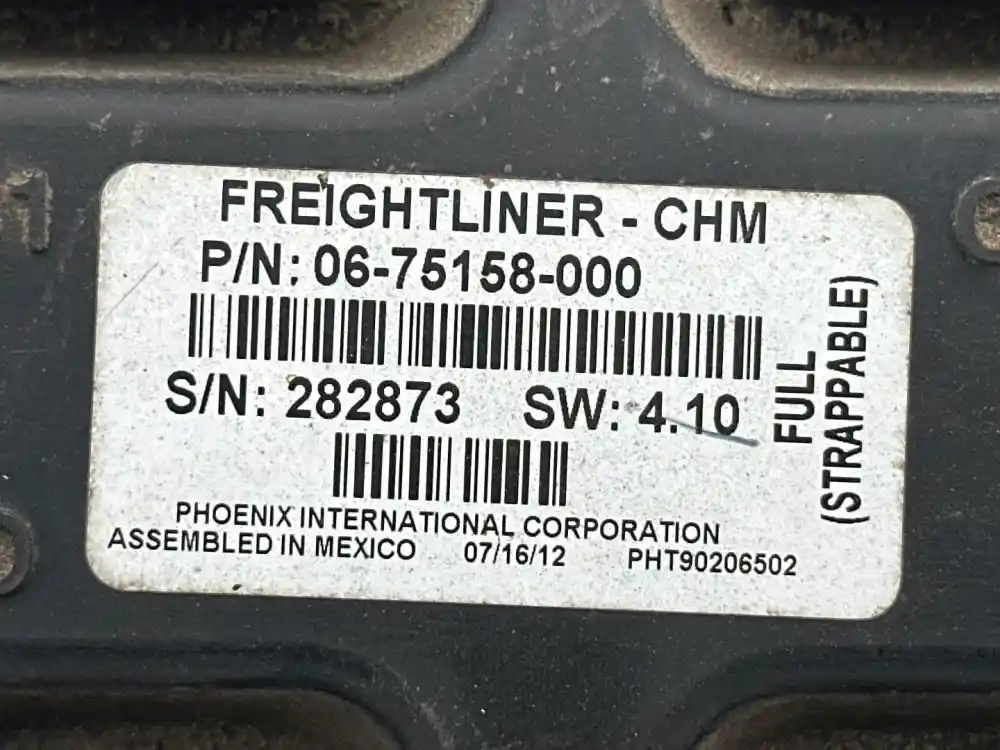 1
FREIGHTLINER - CHM
P/N: 06-75158-000
S/N: 282873 SW: 4.10
FULL
(STRAPPABLE)
PHOENIX INTERNATIONAL CORPORATION
ASSEMBLED IN MEXICO 07/16/12 PHT90206502